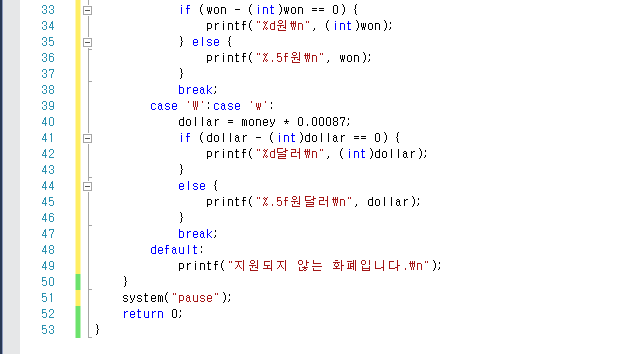 33 if (won - (int)won == 0) {
34 printf("%d원₩n", (int)won);
35 } else {
36 printf("%.5f원₩n", won);
37 }
38 break;
39 case 'W':case 'w':
40 dollar = money * 0.00087;
41 if (dollar - (int)dollar == 0) {
42 printf("%d달러₩n", (int)dollar);
43 }
44 else {
45 printf("%.5f원달러₩n", dollar);
46 }
47 break;
48 default:
49 printf("지원되지 않는 화폐입니다.₩n");
50 }
51 system("pause");
52 return 0;
53 }